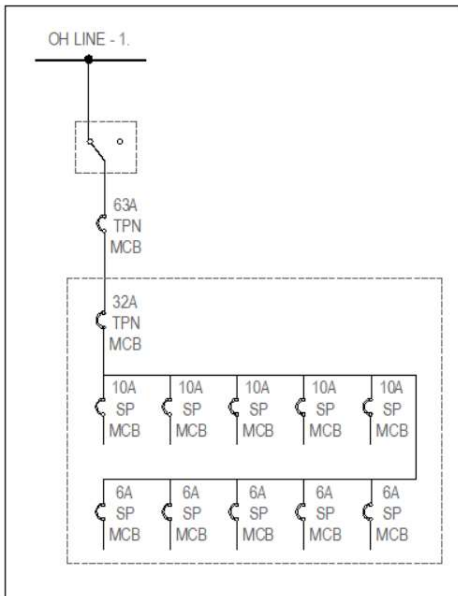 OH LINE - 1.
63A
TPN
MCB
32A
TPN
MCB
10A 10A 10A 10A 10A
SP SP SP SP SP
MCB MCB MCB MCB MCB
6A 6A 6A 6A 6A
SP SP SP SP SP
MCB MCB MCB MCB MCB